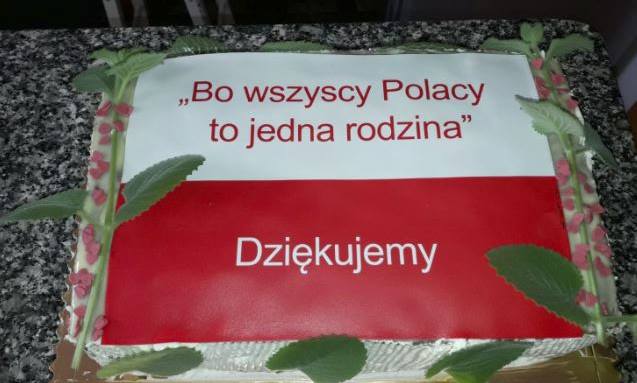 „Bo wszyscy Polacy
to jedna rodzina”
Dziękujemy